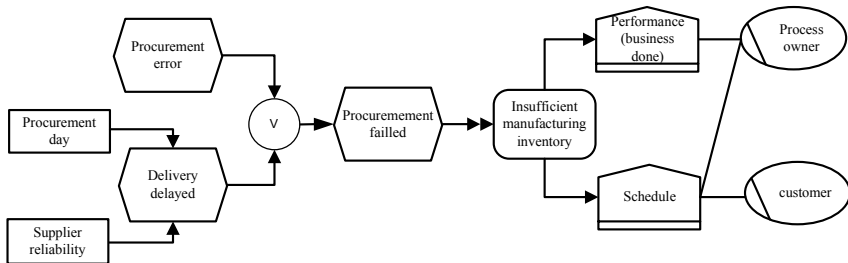 Procurement
error
Procurement
day
Delivery
delayed
Supplier
reliability
V
Procuremement
failled
Insufficient
manufacturing
inventory
Performance
(business
done)
Schedule
Process
owner
customer